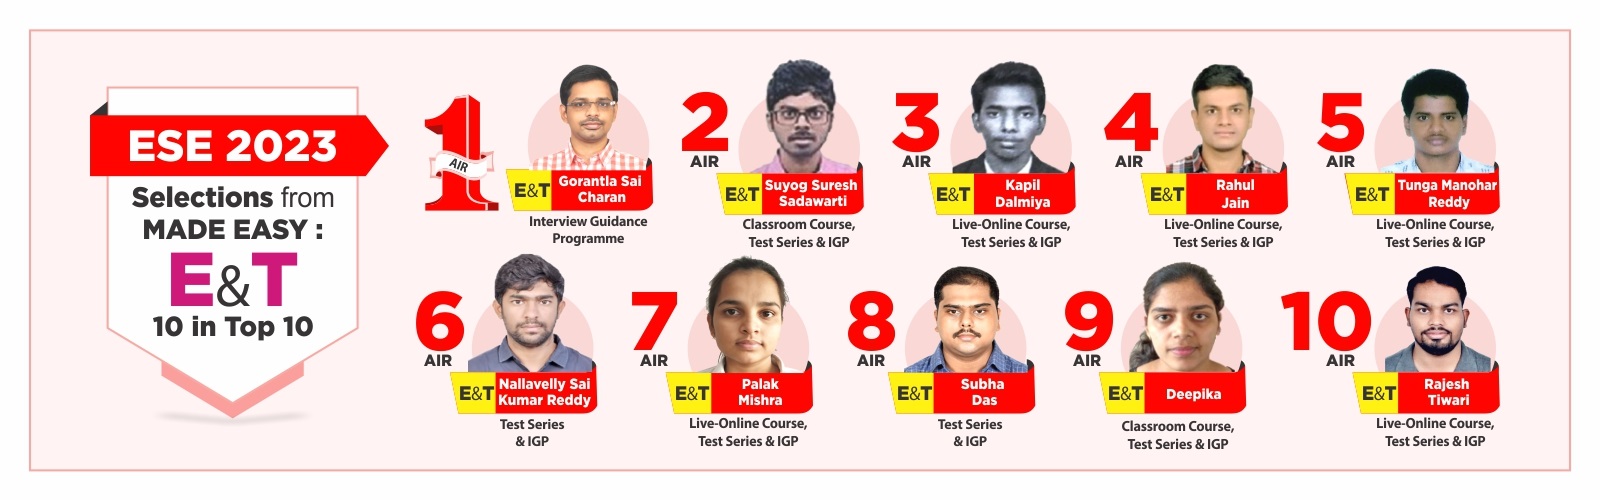 ESE 2023
Selections from
MADE EASY :
E&T
10 in Top 10
1
AIR
E&T
Gorantla Sai
Charan
Interview Guidance
Programme
2
AIR
E&T
Suyog Suresh
Sadawarti
Classroom Course,
Test Series & IGP
3
AIR
E&T
Kapil
Dalmiya
Live-Online Course,
Test Series & IGP
4
AIR
E&T
Rahul
Jain
Live-Online Course,
Test Series & IGP
5
AIR
E&T
Tunga Manohar
Reddy
Live-Online Course,
Test Series & IGP
6
AIR
E&T
Nallavelly Sai
Kumar Reddy
Test Series
& IGP
7
AIR
E&T
Palak
Mishra
Live-Online Course,
Test Series & IGP
8
AIR
E&T
Subha
Das
Test Series
& IGP
9
AIR
E&T
Deepika
Classroom Course,
Test Series & IGP
10
AIR
E&T
Rajesh
Tiwari
Live-Online Course,
Test Series & IGP